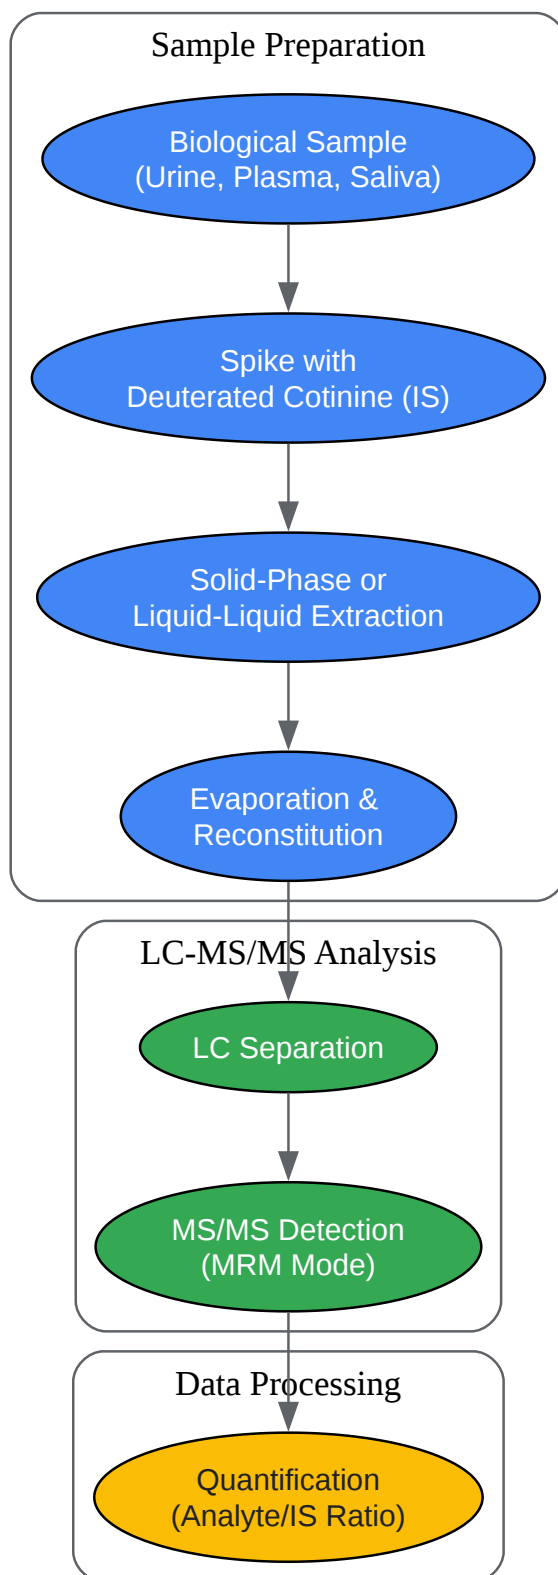 Sample Preparation
Biological Sample
(Urine, Plasma, Saliva)
Spike with
Deuterated Cotinine (IS)
Solid-Phase or
Liquid-Liquid Extraction
Evaporation &
Reconstitution
LC-MS/MS Analysis
LC Separation
MS/MS Detection
(MRM Mode)
Data Processing
Quantification
(Analyte/IS Ratio)